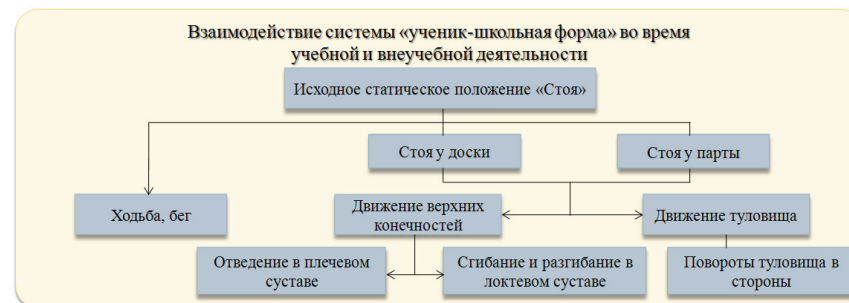 Взаимодействие системы «ученик-школьная форма» во время
учебной и внеучебной деятельности
Исходное статическое положение «Стоя»
Стоя у доски
Стоя у парты
Ходьба, бег
Движение верхних
конечностей
Движение туловища
Отведение в плечевом
суставе
Сгибание и разгибание в
локтевом суставе
Повороты туловища в
стороны